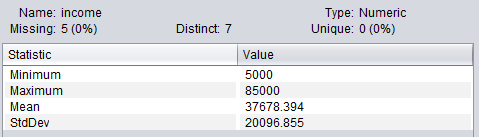 Name: income Type: Numeric
Missing: 5 (0%) Distinct: 7 Unique: 0 (0%)
Statistic Value
Minimum 5000
Maximum 85000
Mean 37678.394
StdDev 20096.855